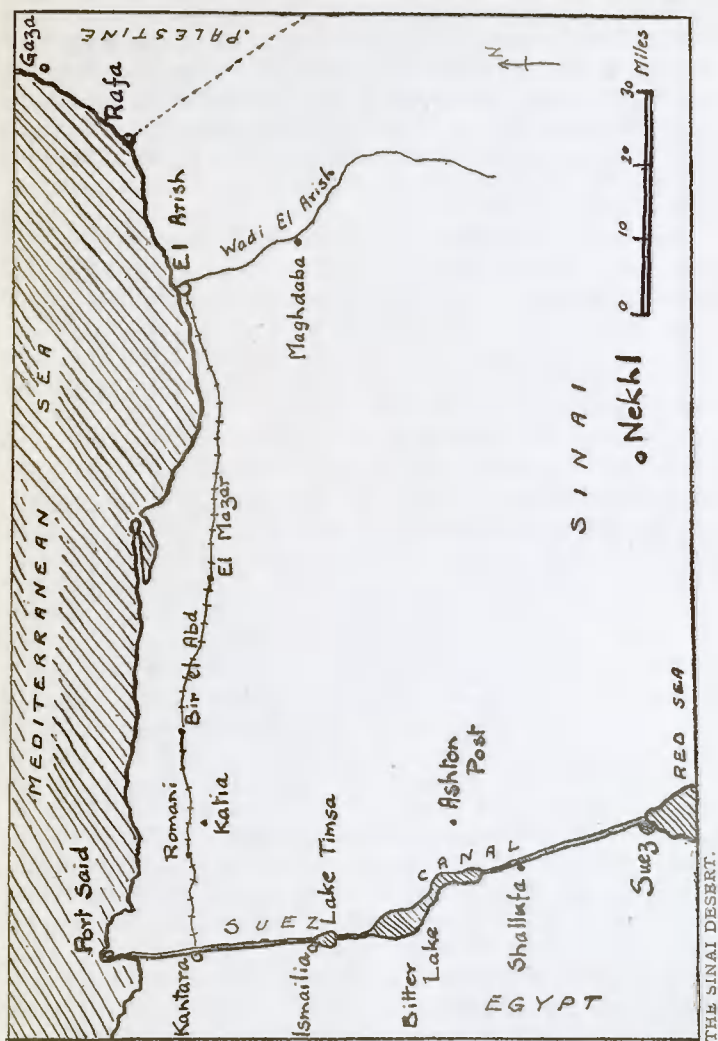 Gaza
PALESTINE
Rafa
MEDITERRANEAN SEA
El Arish
Wadi El Arish
Maghdaba
N
Port Said
Romani
Katia
Bir el Abd
El Mazar
Kantara
SUEZ CANAL
Ismailia
Lake Timsa
Bitter
Lake
Ashton
Post
Shallufa
SINAI
Nekhl
0 10 20 30 Miles
EGYPT
Suez
RED SEA
THE SINAI DESERT.